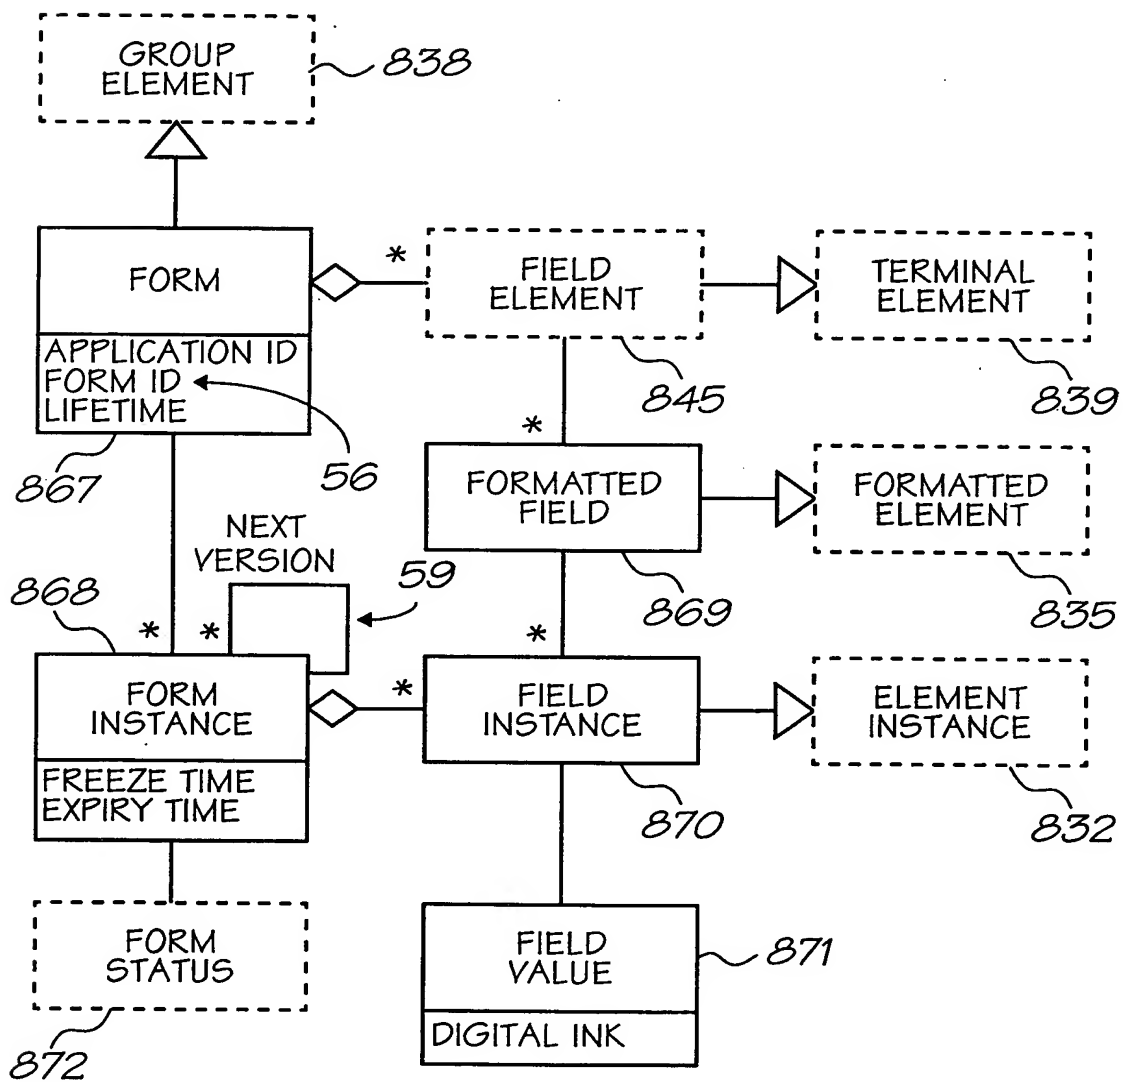 GROUP
ELEMENT
838
FORM
*
FIELD
ELEMENT
TERMINAL
ELEMENT
APPLICATION ID
FORM ID
LIFETIME
845
839
867
56
*
FORMATTED
FIELD
FORMATTED
ELEMENT
NEXT
VERSION
868
59
869
835
*
*
*
FORM
INSTANCE
*
FIELD
INSTANCE
ELEMENT
INSTANCE
FREEZE TIME
EXPIRY TIME
870
832
FORM
STATUS
FIELD
VALUE
871
DIGITAL INK
872